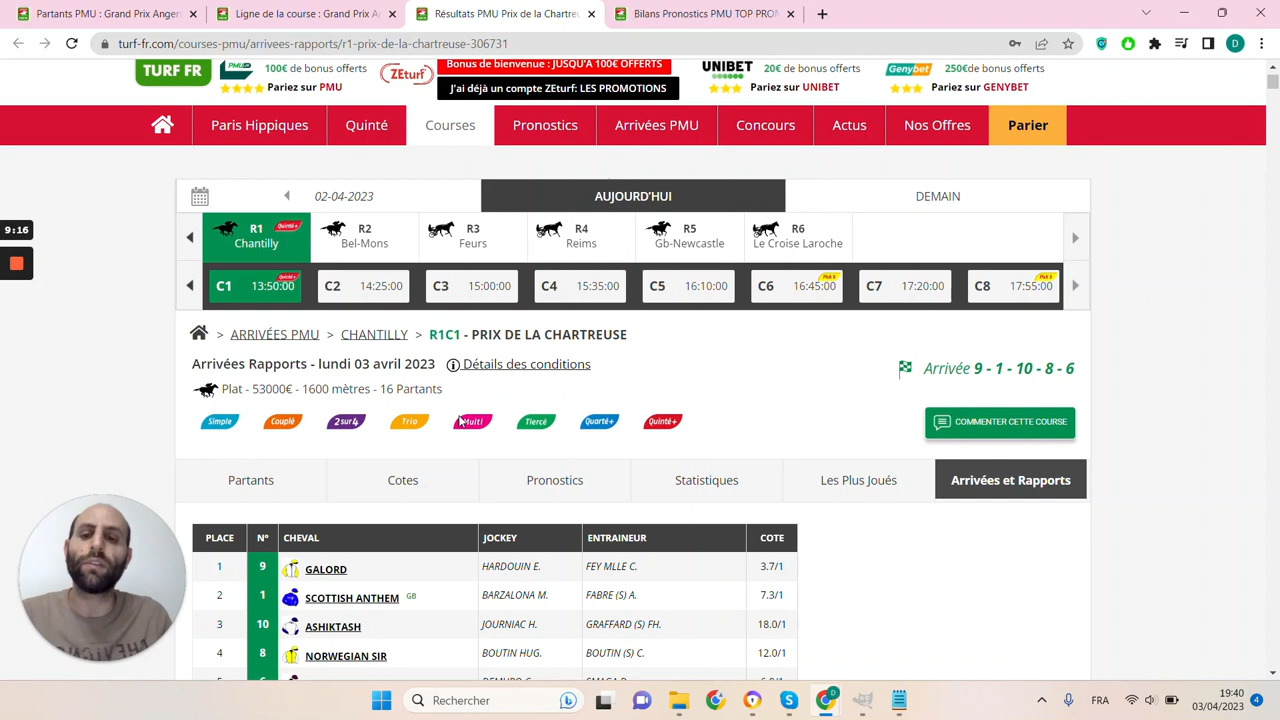 Partants PMU : Grand Prix Anger
Ligne de la course : Grand Prix A
Résultats PMU Prix de la Chartreu
Bilans Pronostics PMU TOP PRO
turf-fr.com/courses-pmu/arrivees-rapports/r1-prix-de-la-chartreuse-306731
D
TURF FR
100€ de bonus offerts
Pariez sur PMU
ZEturf
Bonus de bienvenue : JUSQU'A 100€ OFFERTS
J'ai déjà un compte ZEturf: LES PROMOTIONS
UNIBET
20€ de bonus offerts
Pariez sur UNIBET
Genybet
250€de bonus offerts
Pariez sur GENYBET
Paris Hippiques
Quinté
Courses
Pronostics
Arrivées PMU
Concours
Actus
Nos Offres
Parier
02-04-2023
AUJOURD'HUI
DEMAIN
9:16
R1 Quinté+
Chantilly
R2
Bel-Mons
R3
Feurs
R4
Reims
R5
Gb-Newcastle
R6
Le Croise Laroche
C1 13:50:00 Quinté+
C2 14:25:00
C3 15:00:00
C4 15:35:00
C5 16:10:00
C6 16:45:00 Pick 5
C7 17:20:00
C8 17:55:00 Pick 5
> ARRIVÉES PMU > CHANTILLY > R1C1 - PRIX DE LA CHARTREUSE
Arrivées Rapports - lundi 03 avril 2023 Détails des conditions
Arrivée 9 - 1 - 10 - 8 - 6
Plat - 53000€ - 1600 mètres - 16 Partants
Simple
Couplé
2sur4
Trio
Multi
Tiercé
Quarté+
Quinté+
COMMENTER CETTE COURSE
Partants
Cotes
Pronostics
Statistiques
Les Plus Joués
Arrivées et Rapports
PLACE N° CHEVAL JOCKEY ENTRAINEUR COTE
1 9 GALORD HARDOUIN E. FEY MLLE C. 3.7/1
2 1 SCOTTISH ANTHEM GB BARZALONA M. FABRE (S) A. 7.3/1
3 10 ASHIKTASH JOURNIAC H. GRAFFARD (S) FH. 18.0/1
4 8 NORWEGIAN SIR BOUTIN HUG. BOUTIN (S) C. 12.0/1
Rechercher
FRA
19:40
03/04/2023
4